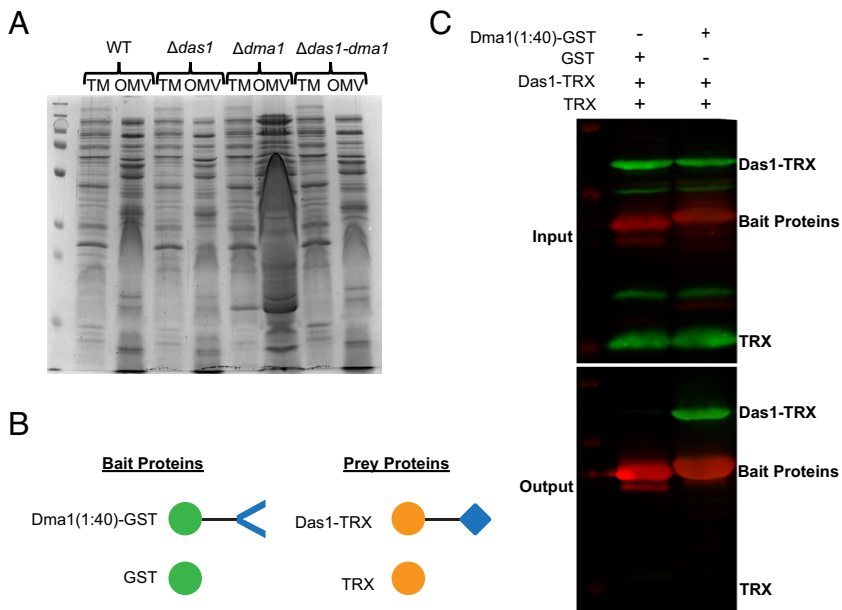 A
WT Δdas1 Δdma1 Δdas1-dma1
TM OMV TM OMV TM OMV TM OMV
B
Bait Proteins Prey Proteins
Dma1(1:40)-GST Das1-TRX
GST TRX
C
Dma1(1:40)-GST - +
GST + -
Das1-TRX + +
TRX + +
Das1-TRX
Bait Proteins
Input
TRX
Das1-TRX
Bait Proteins
Output
TRX